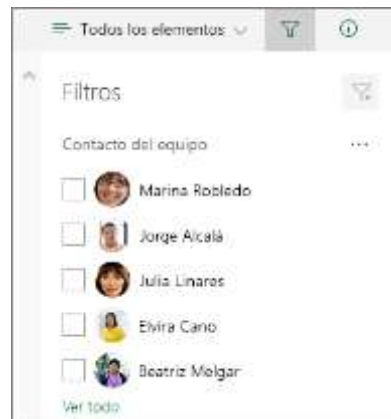 Todos los elementos
Filtros
Contacto del equipo
Marina Robledo
Jorge Alcalá
Julia Linares
Elvira Cano
Beatriz Melgar
Ver todo